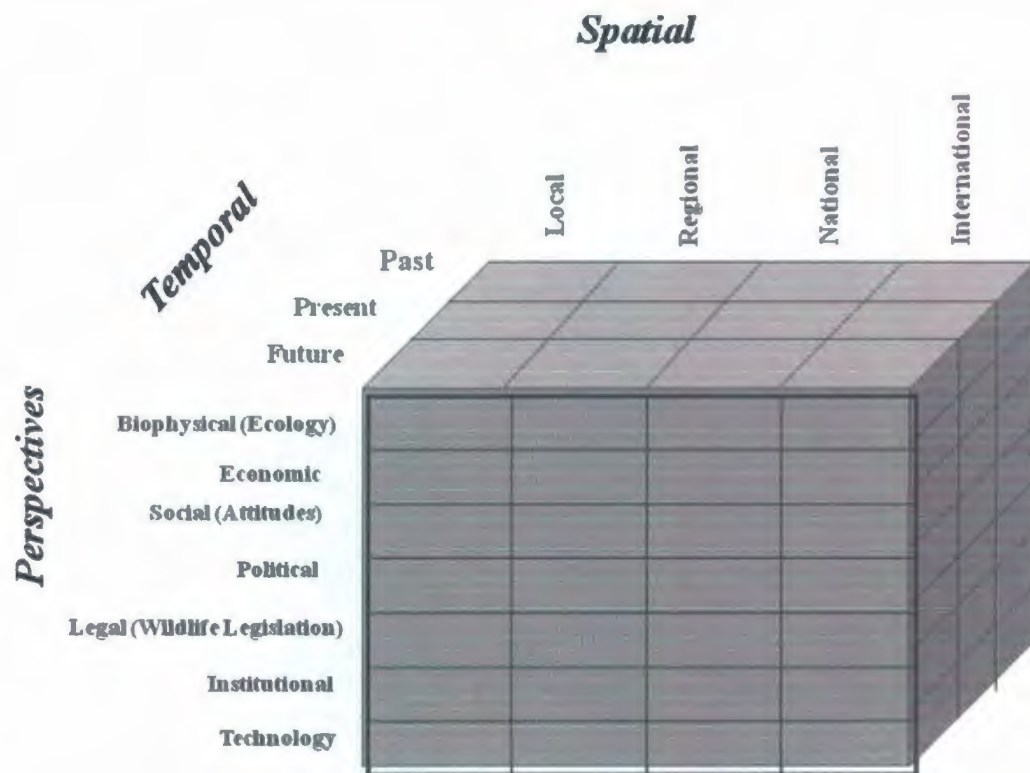 Spatial
Temporal
Local
Regional
National
International
Past
Present
Future
Perspectives
Biophysical (Ecology)
Economic
Social (Attitudes)
Political
Legal (Wildlife Legislation)
Institutional
Technology